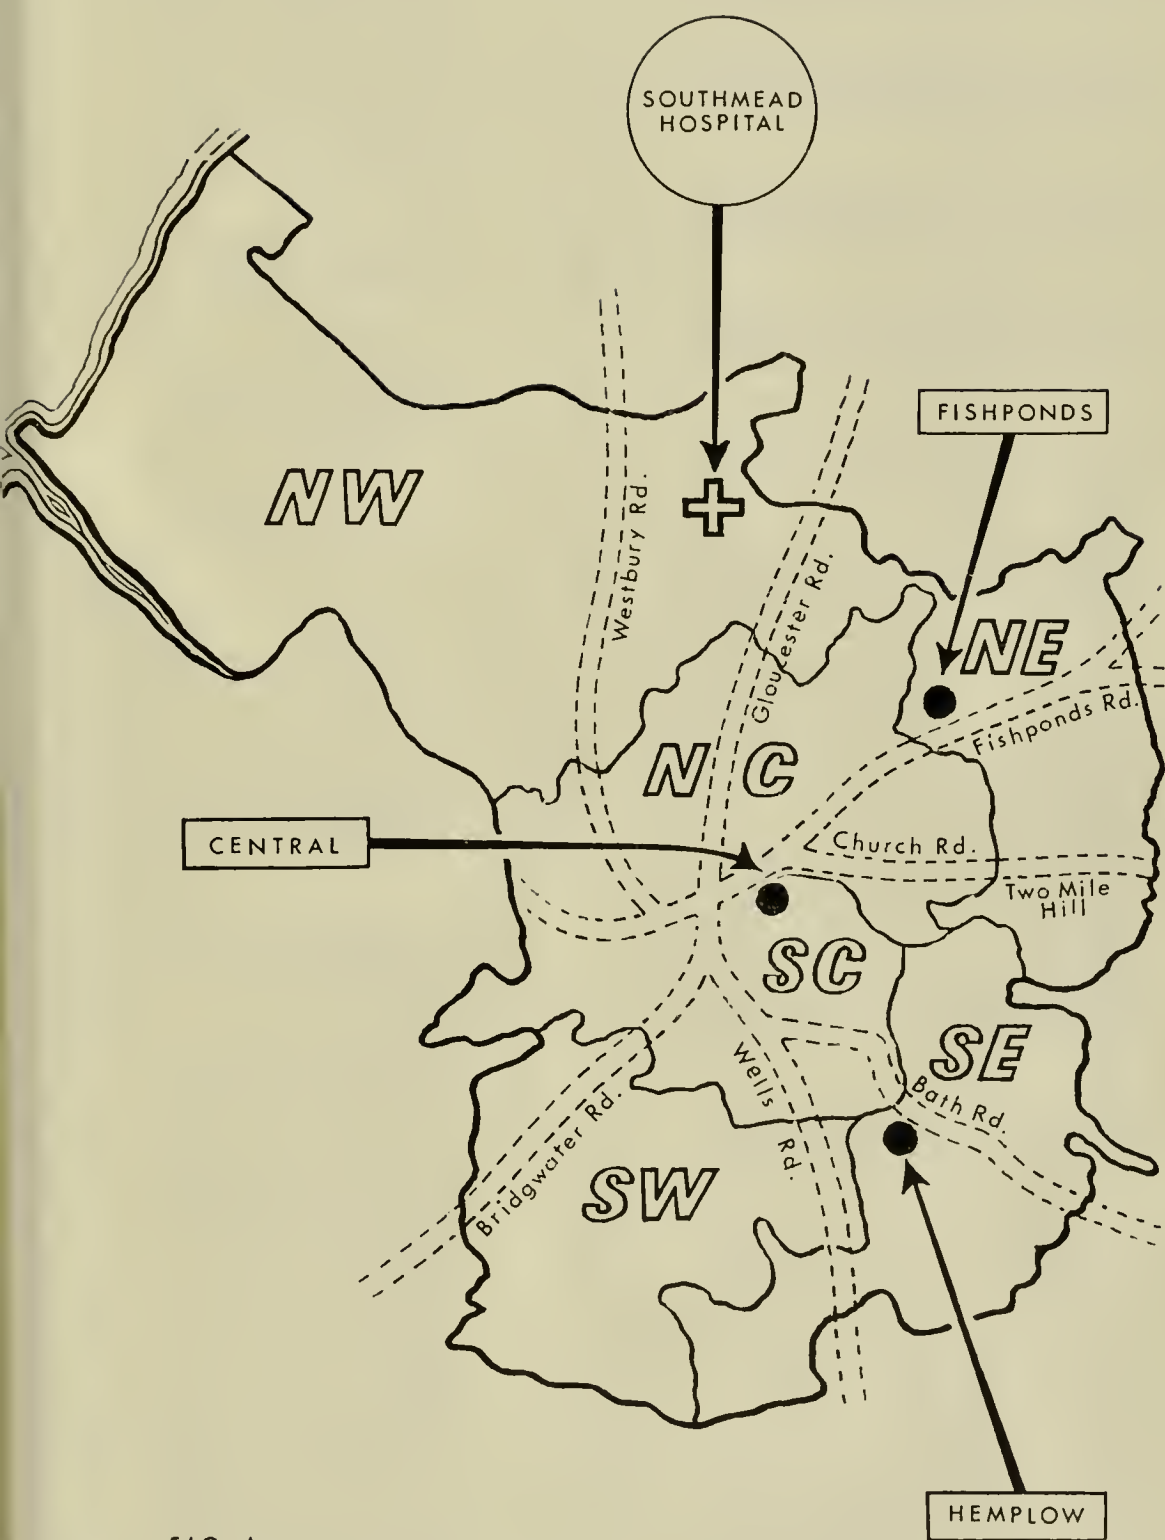 SOUTHMEAD
HOSPITAL
FISHPONDS
NW
Westbury Rd.
Gloucester Rd.
NE
Fishponds Rd.
NC
CENTRAL
Church Rd.
Two Mile
Hill
SC
SE
Wells
Rd.
Bath Rd.
Bridgwater Rd.
SW
HEMPLOW